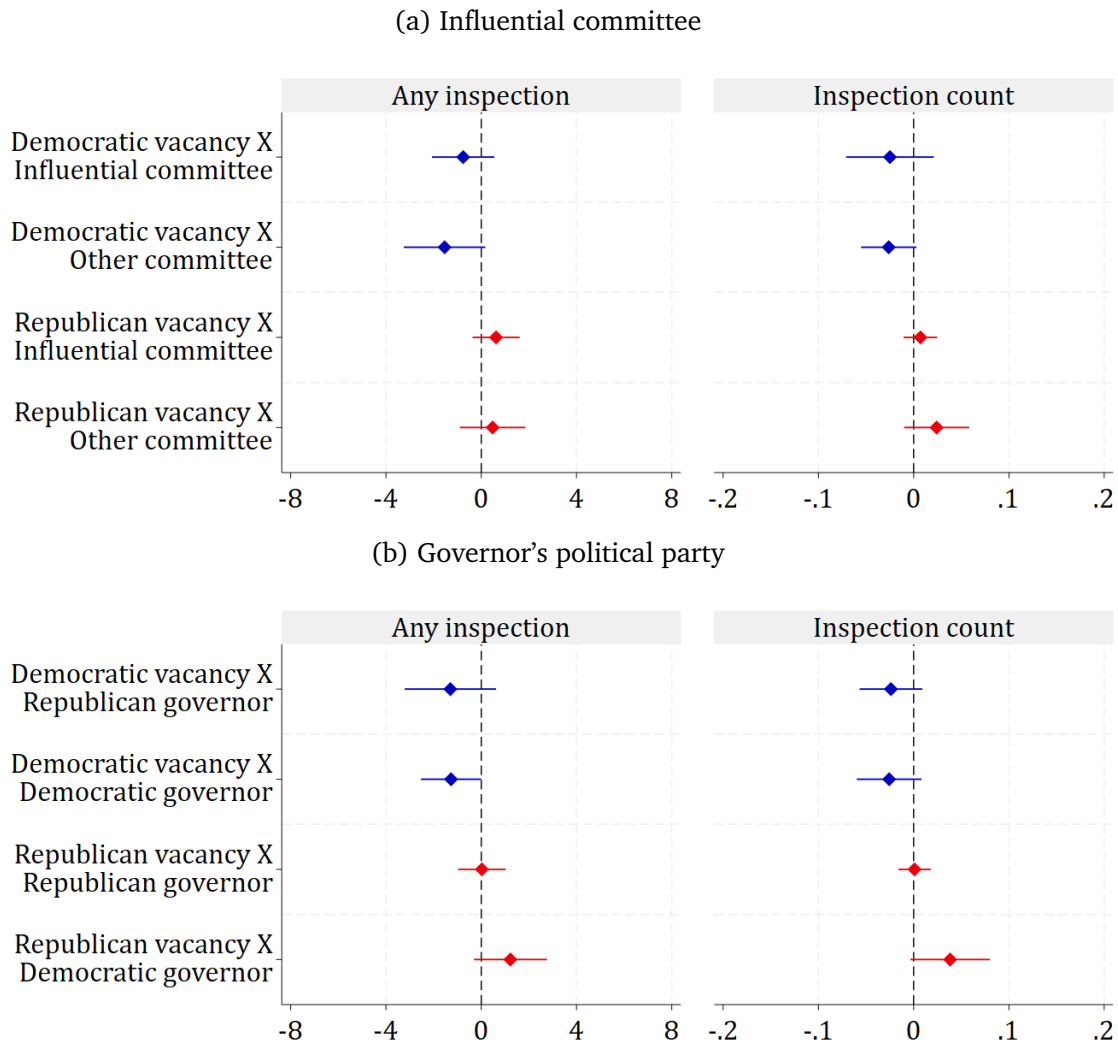 (a) Influential committee
Any inspection
Inspection count
Democratic vacancy X
Influential committee
Democratic vacancy X
Other committee
Republican vacancy X
Influential committee
Republican vacancy X
Other committee
-8 -4 0 4 8
-.2 -.1 0 .1 .2
(b) Governor’s political party
Any inspection
Inspection count
Democratic vacancy X
Republican governor
Democratic vacancy X
Democratic governor
Republican vacancy X
Republican governor
Republican vacancy X
Democratic governor
-8 -4 0 4 8
-.2 -.1 0 .1 .2